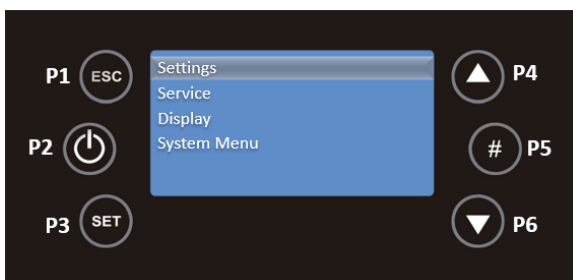 P1 ESC
Settings
P4
Service
Display
P2
System Menu
# P5
P3 SET
P6